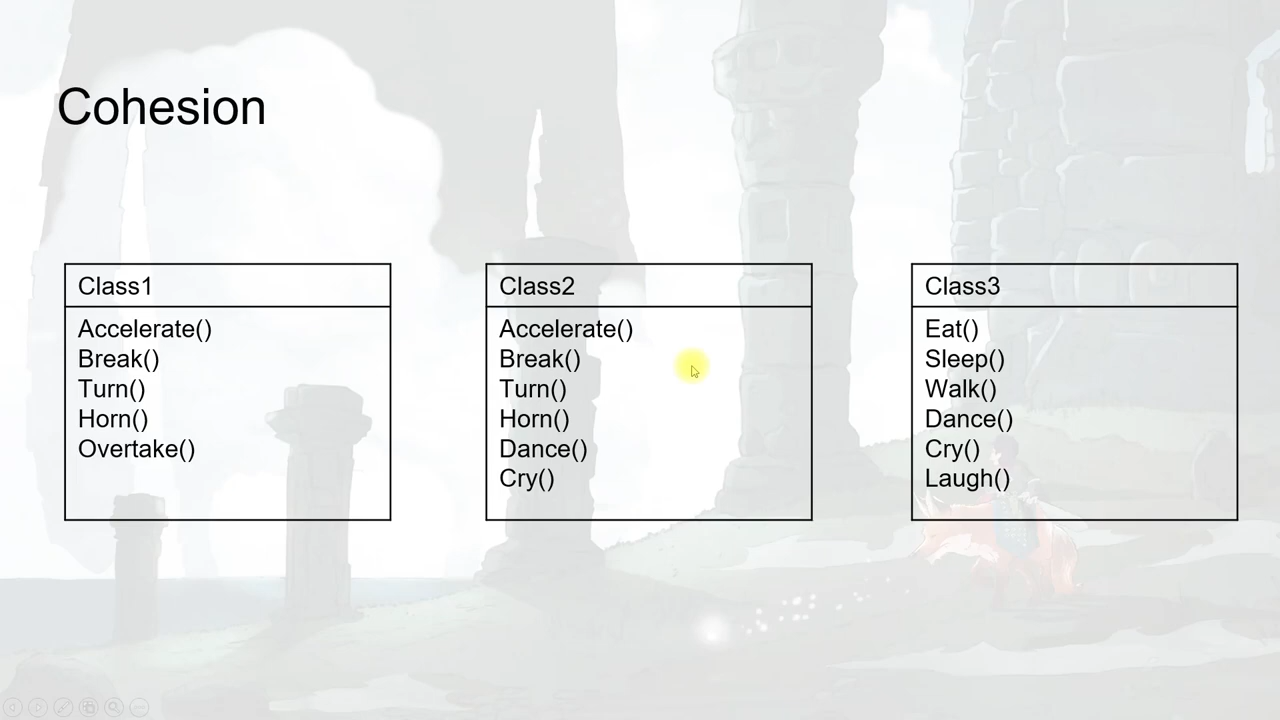 Cohesion
Class1
Accelerate()
Break()
Turn()
Horn()
Overtake()
Class2
Accelerate()
Break()
Turn()
Horn()
Dance()
Cry()
Class3
Eat()
Sleep()
Walk()
Dance()
Cry()
Laugh()